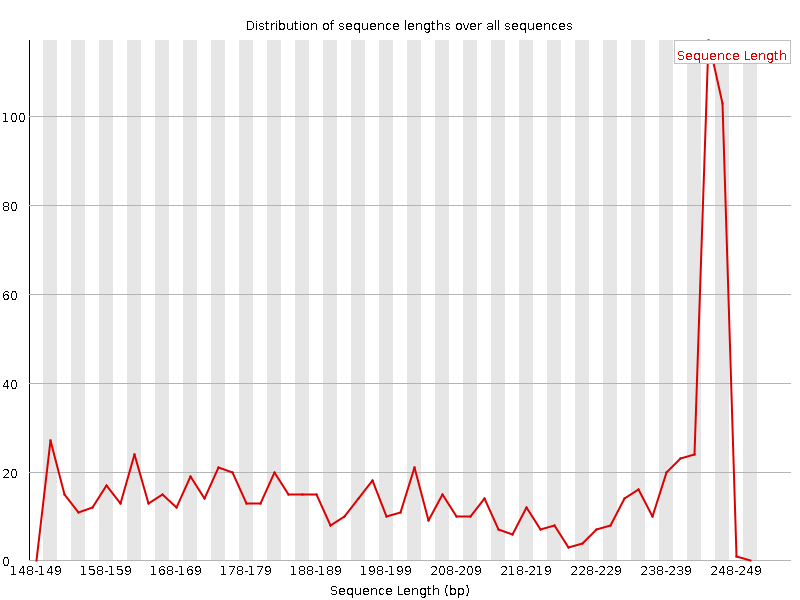 Distribution of sequence lengths over all sequences
Sequence Length
100
80
60
40
20
0
148-149 158-159 168-169 178-179 188-189 198-199 208-209 218-219 228-229 238-239 248-249
Sequence Length (bp)